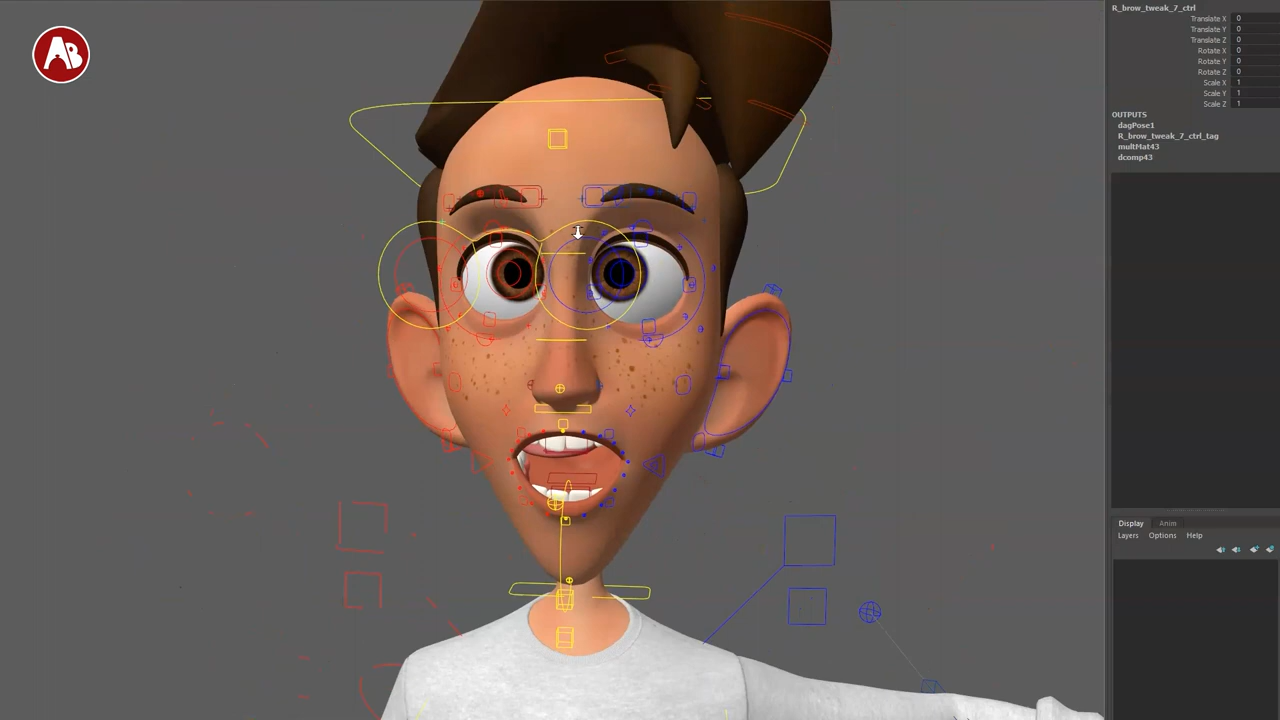 AB
R_brow_tweak_7_ctrl
Translate X 0
Translate Y 0
Translate Z 0
Rotate X 0
Rotate Y 0
Rotate Z 0
Scale X 1
Scale Y 1
Scale Z 1
OUTPUTS
dagPose1
R_brow_tweak_7_ctrl_tag
multMat43
dcomp43
Display Anim
Layers Options Help